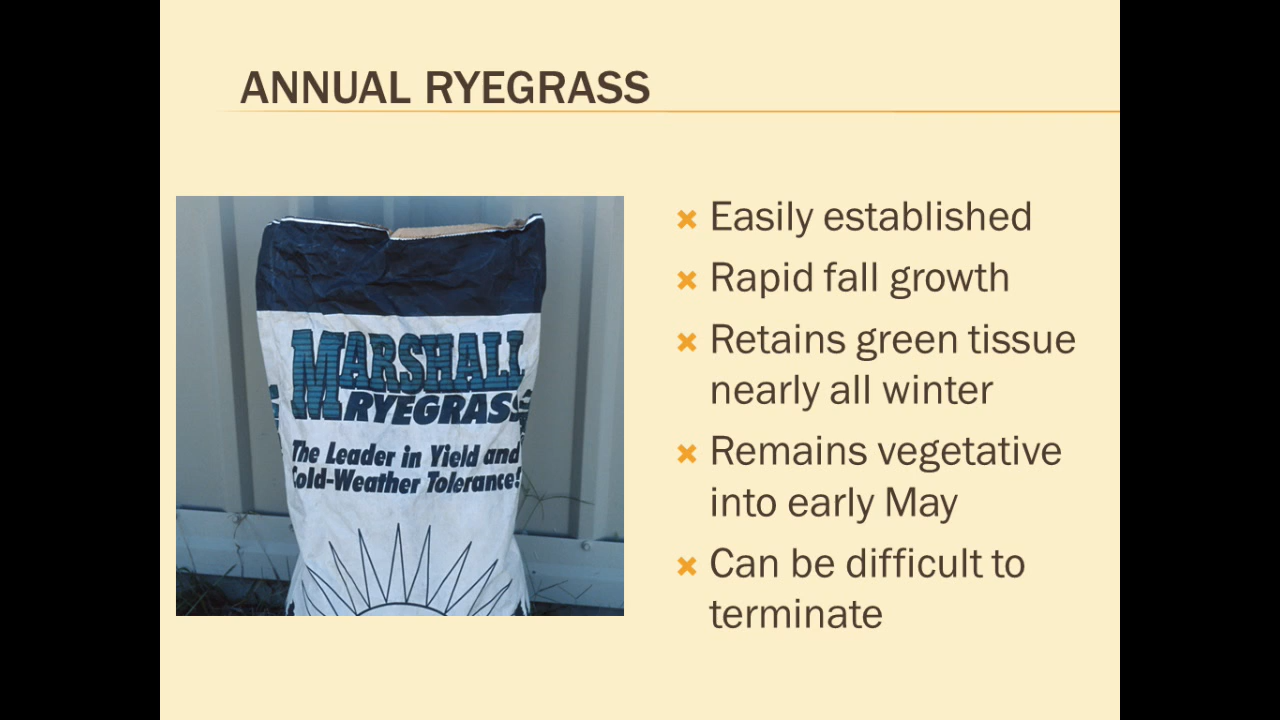 ANNUAL RYEGRASS
MARSHALL
RYEGRASS
The Leader in Yield and
Cold-Weather Tolerance!
Easily established
Rapid fall growth
Retains green tissue
nearly all winter
Remains vegetative
into early May
Can be difficult to
terminate